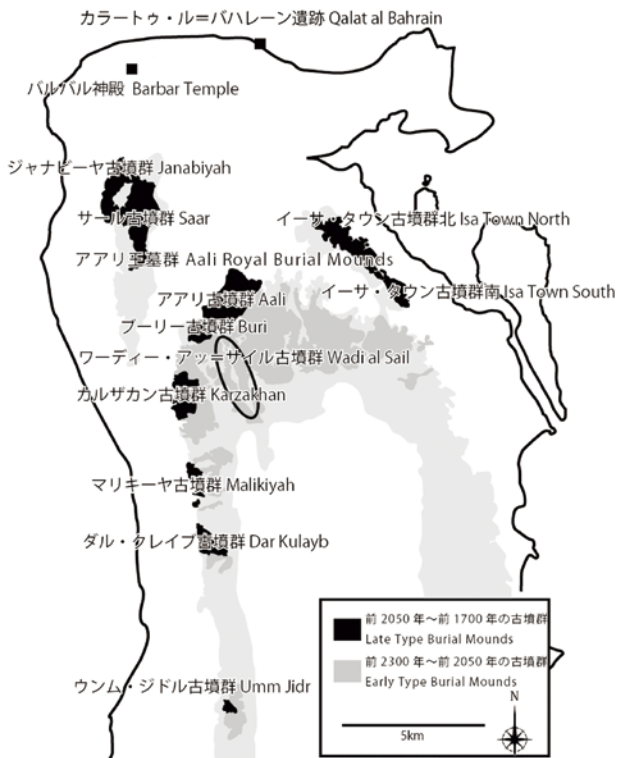 カラートゥ・ル＝バハレーン遺跡 Qalat al Bahrain
バルバル神殿 Barbar Temple
ジャナビーヤ古墳群 Janabiyah
サール古墳群 Saar
イーサ・タウン古墳群北 Isa Town North
アアリ王墓群 Aali Royal Burial Mounds
イーサ・タウン古墳群南 Isa Town South
アアリ古墳群 Aali
ブーリー古墳群 Buri
ワーディー・アッ＝サイル古墳群 Wadi al Sail
カルザカン古墳群 Karzakhan
マリキーヤ古墳群 Malikiyah
ダル・クレイブ古墳群 Dar Kulayb
ウンム・ジドル古墳群 Umm Jidr
前 2050 年～前 1700 年の古墳群
Late Type Burial Mounds
前 2300 年～前 2050 年の古墳群
Early Type Burial Mounds
N
5km